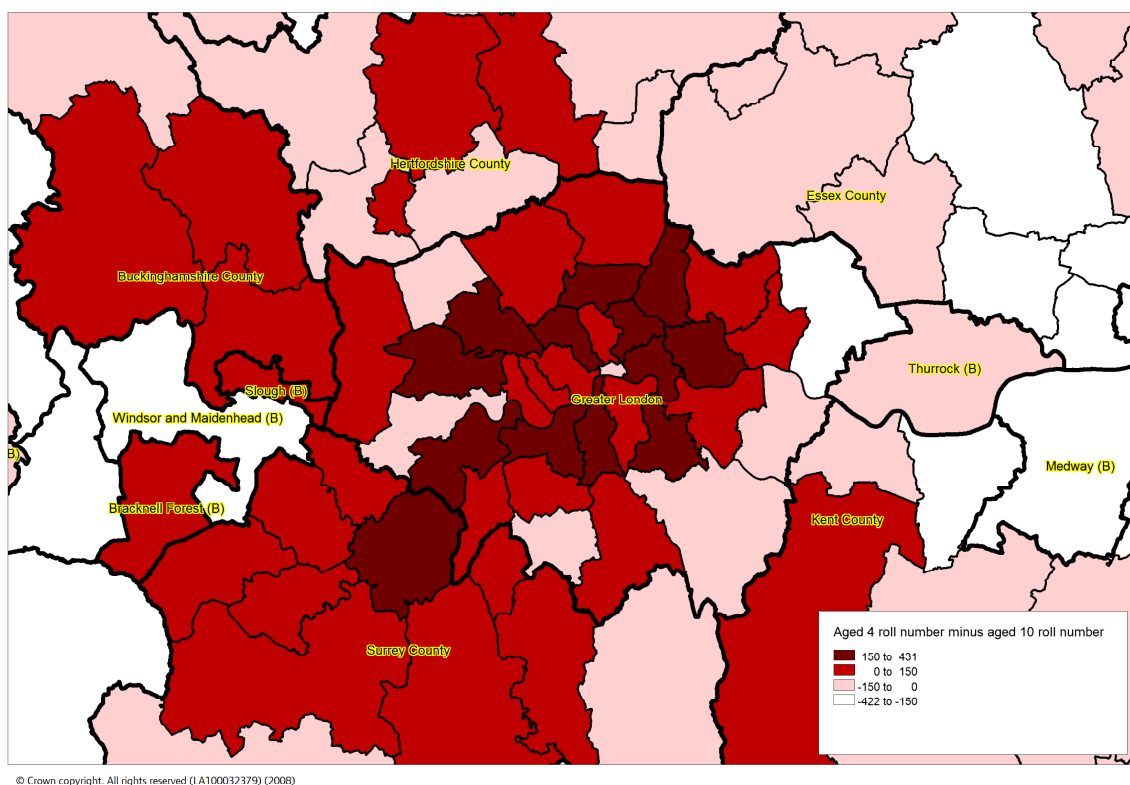 Hertfordshire County
Essex County
Buckinghamshire County
Thurrock (B)
Slough (B)
Greater London
Windsor and Maidenhead (B)
B)
Medway (B)
Bracknell Forest (B)
Kent County
Surrey County
Aged 4 roll number minus aged 10 roll number
150 to 431
0 to 150
-150 to 0
-422 to -150
© Crown copyright. All rights reserved (LA100032379) (2008)